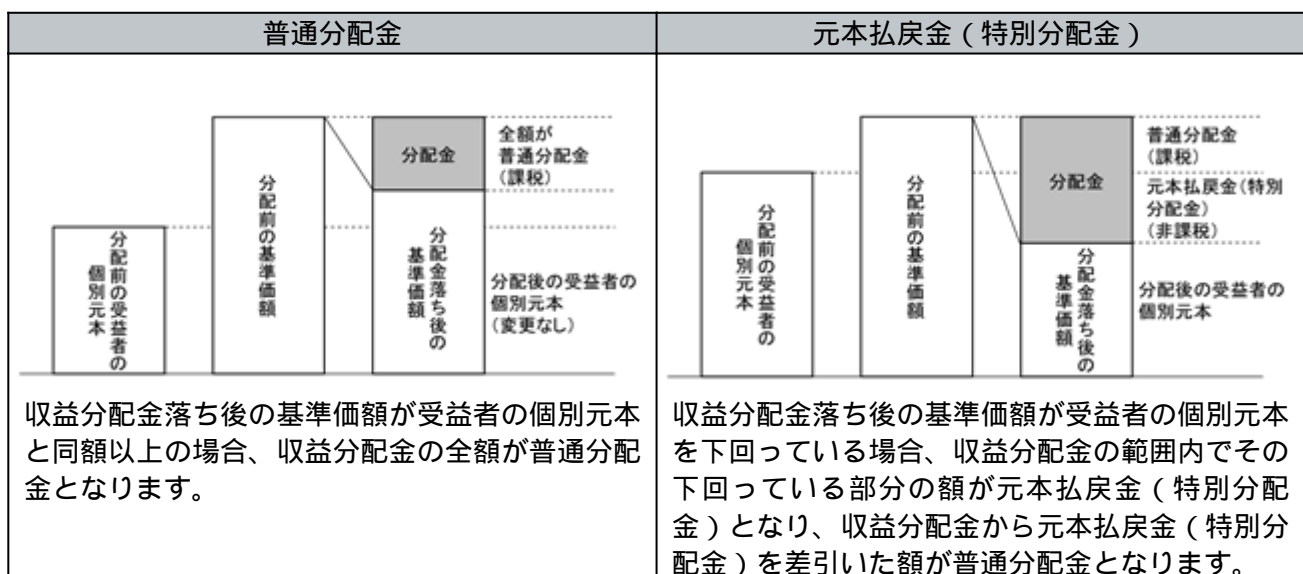 普通分配金
全額が
普通分配金
(課税)
分配金
分配前の受益者の
個別元本
分配前の基準価額
分配金落ち後の
基準価額
分配後の受益者の
個別元本
(変更なし)
収益分配金落ち後の基準価額が受益者の個別元本
と同額以上の場合、収益分配金の全額が普通分配
金となります。
元本払戻金（特別分配金）
普通分配金
(課税)
分配金
元本払戻金(特別
分配金)
(非課税)
分配前の受益者の
個別元本
分配前の基準価額
分配金落ち後の
基準価額
分配後の受益者の
個別元本
収益分配金落ち後の基準価額が受益者の個別元本
を下回っている場合、収益分配金の範囲内でその
下回っている部分の額が元本払戻金（特別分配
金）となり、収益分配金から元本払戻金（特別分
配金）を差引いた額が普通分配金となります。